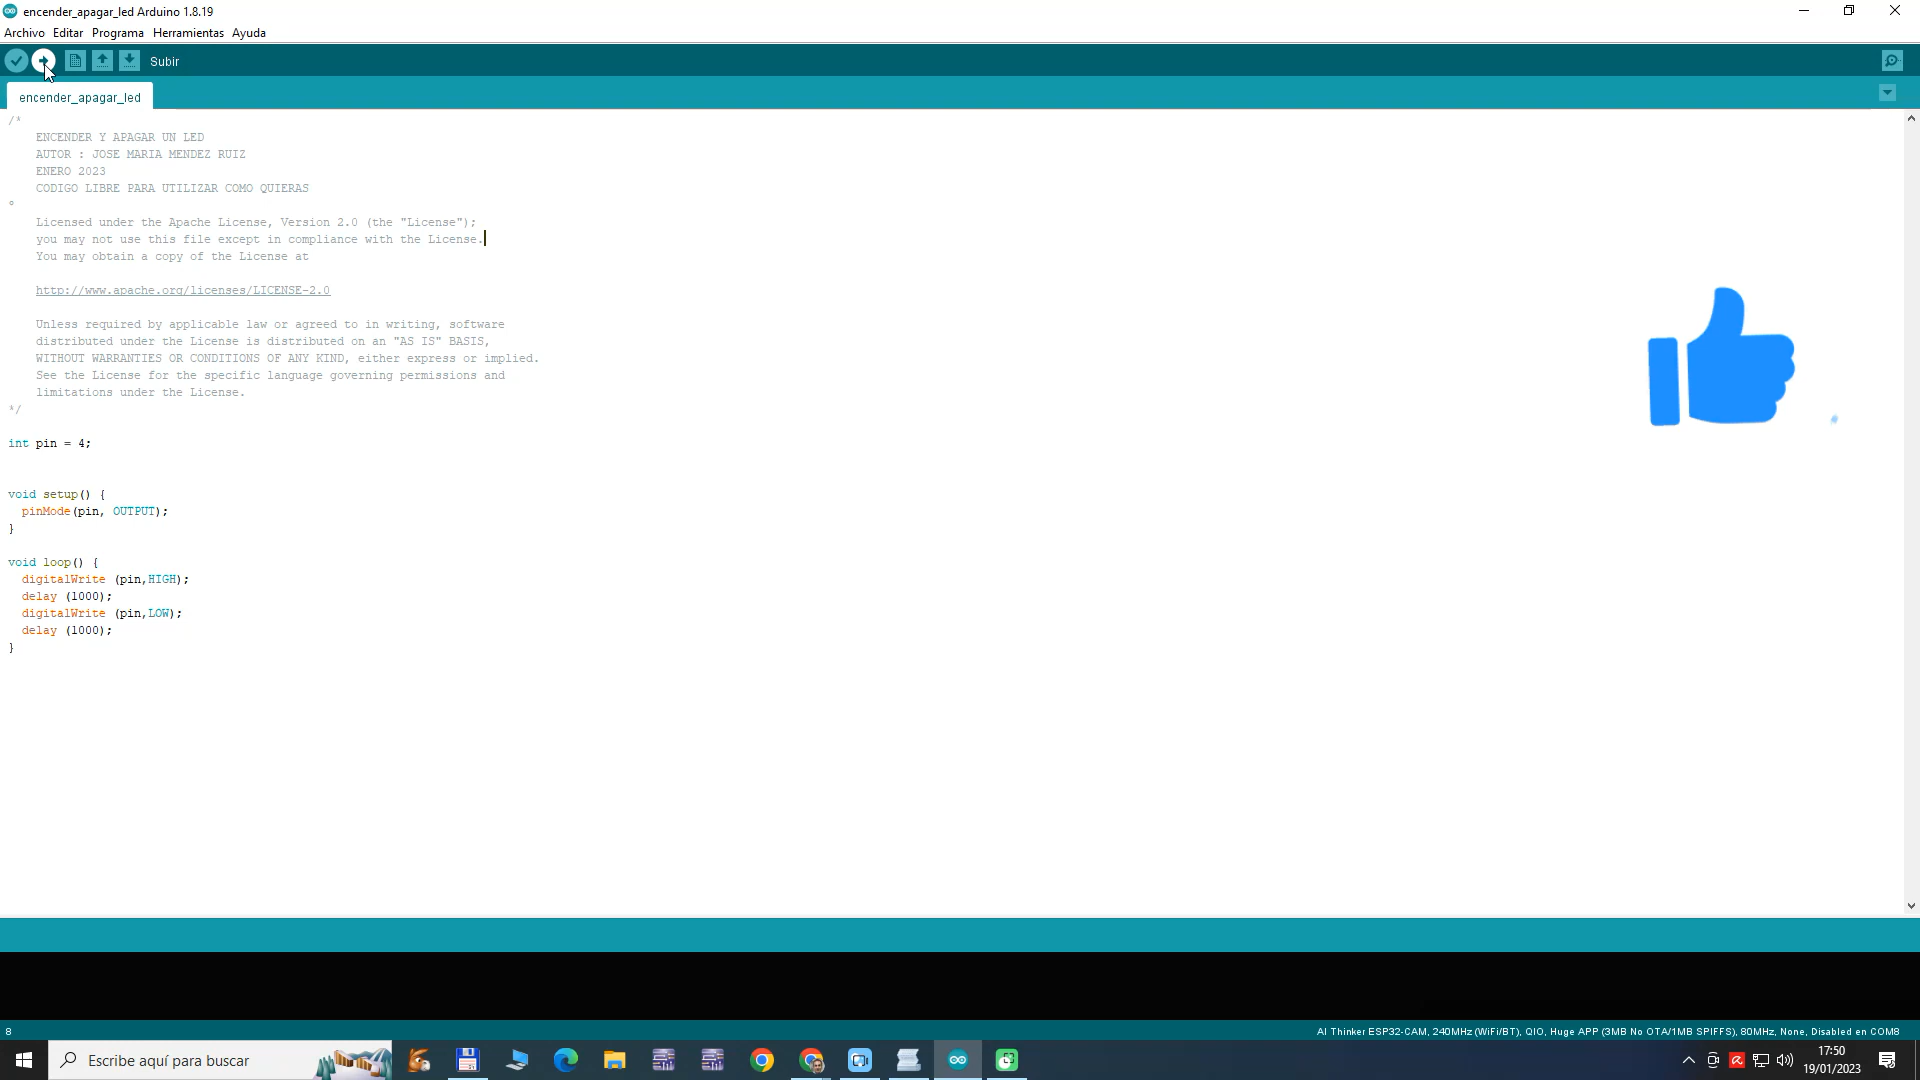 encender_apagar_led Arduino 1.8.19
Archivo Editar Programa Herramientas Ayuda
Subir
encender_apagar_led
/*
ENCENDER Y APAGAR UN LED
AUTOR : JOSE MARIA MENDEZ RUIZ
ENERO 2023
CODIGO LIBRE PARA UTILIZAR COMO QUIERAS
°
Licensed under the Apache License, Version 2.0 (the "License");
you may not use this file except in compliance with the License.
You may obtain a copy of the License at
http://www.apache.org/licenses/LICENSE-2.0
Unless required by applicable law or agreed to in writing, software
distributed under the License is distributed on an "AS IS" BASIS,
WITHOUT WARRANTIES OR CONDITIONS OF ANY KIND, either express or implied.
See the License for the specific language governing permissions and
limitations under the License.
*/
int pin = 4;
void setup() {
pinMode(pin, OUTPUT);
}
void loop() {
digitalWrite (pin,HIGH);
delay (1000);
digitalWrite (pin,LOW);
delay (1000);
}
8
AI Thinker ESP32-CAM, 240MHz (WiFi/BT), QIO, Huge APP (3MB No OTA/1MB SPIFFS), 80MHz, None, Disabled en COM8
Escribe aquí para buscar
17:50
19/01/2023